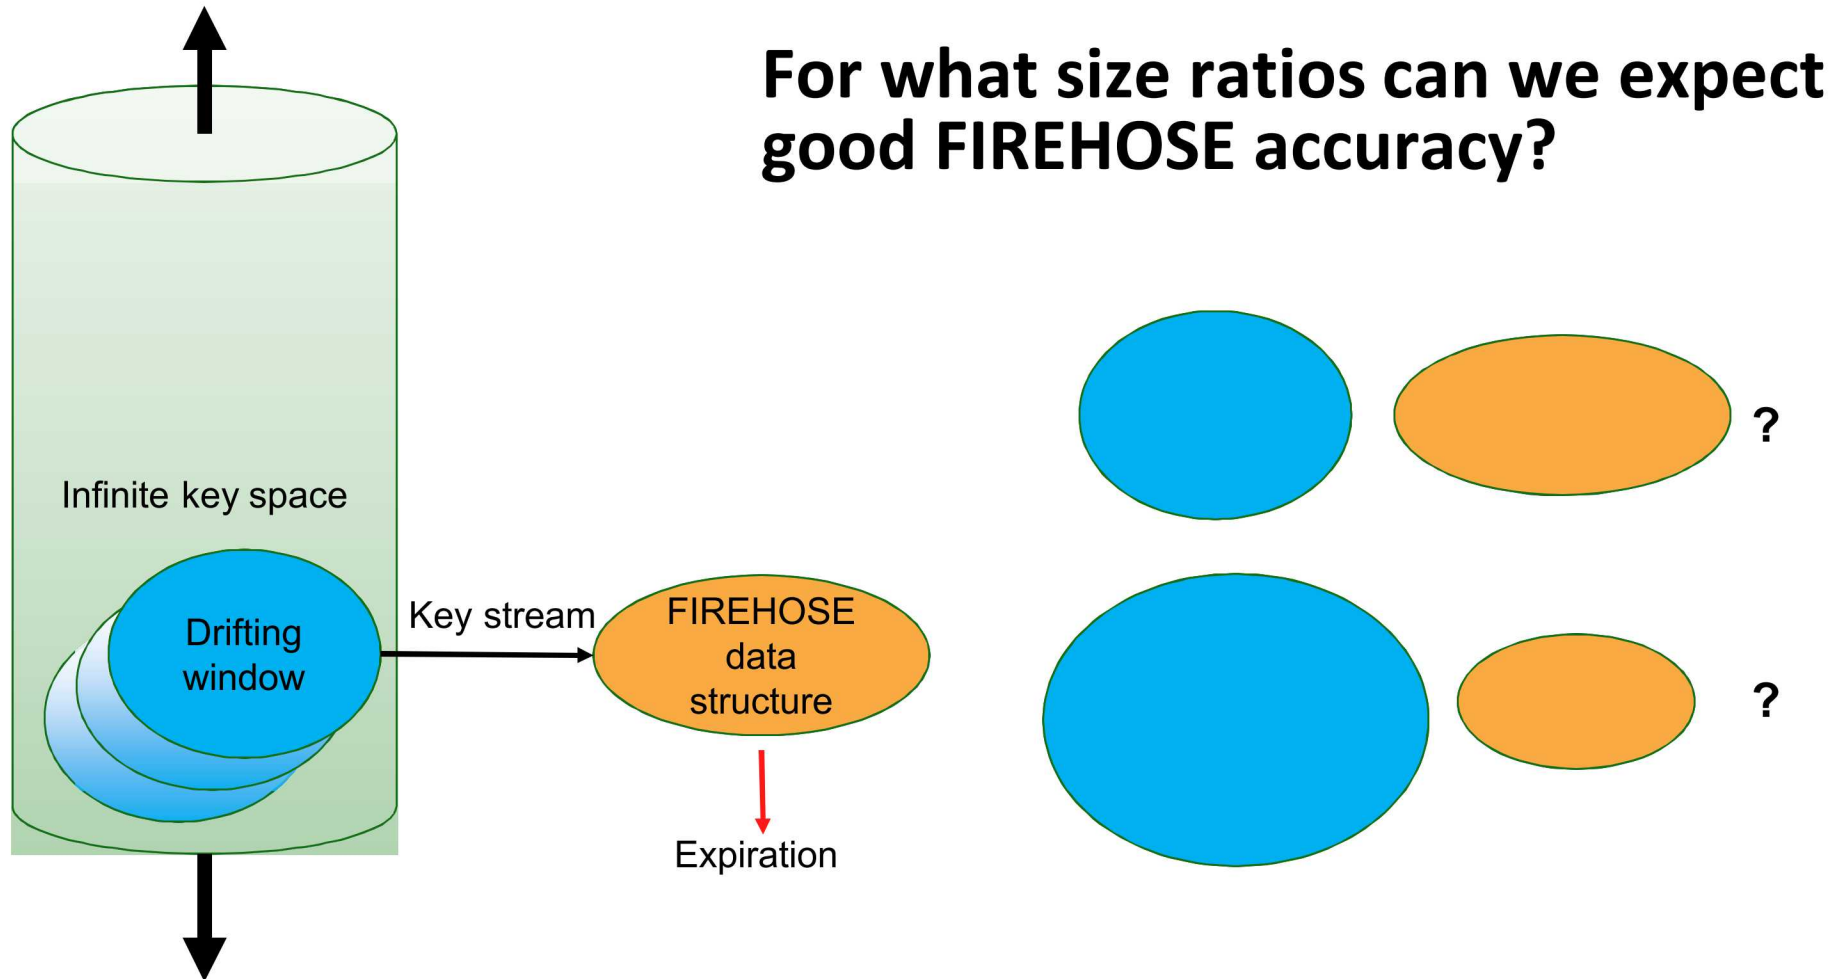 For what size ratios can we expect
good FIREHOSE accuracy?
Infinite key space
Drifting
window
Key stream
FIREHOSE
data
structure
Expiration
?
?